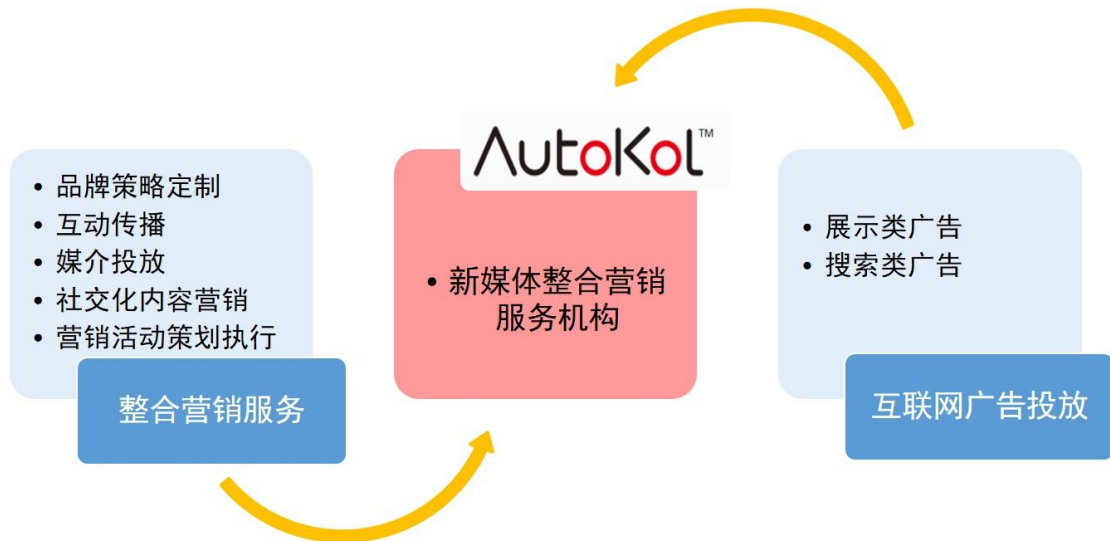 • 品牌策略定制
• 互动传播
• 媒介投放
• 社交化内容营销
• 营销活动策划执行
整合营销服务
AutoKol™
• 新媒体整合营销
服务机构
• 展示类广告
• 搜索类广告
互联网广告投放